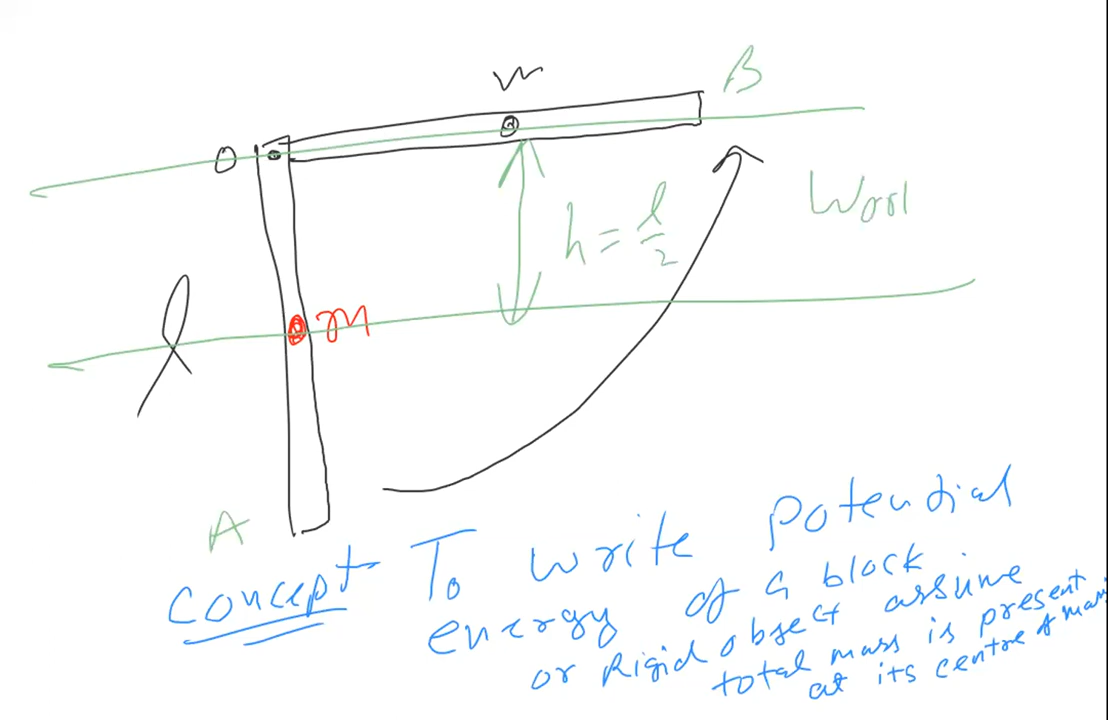 m
B
O
h = l/2
Worl
l
m
A
Concept To write Potential
energy of a block
or Rigid object assume
total mass is present
at its centre of mass